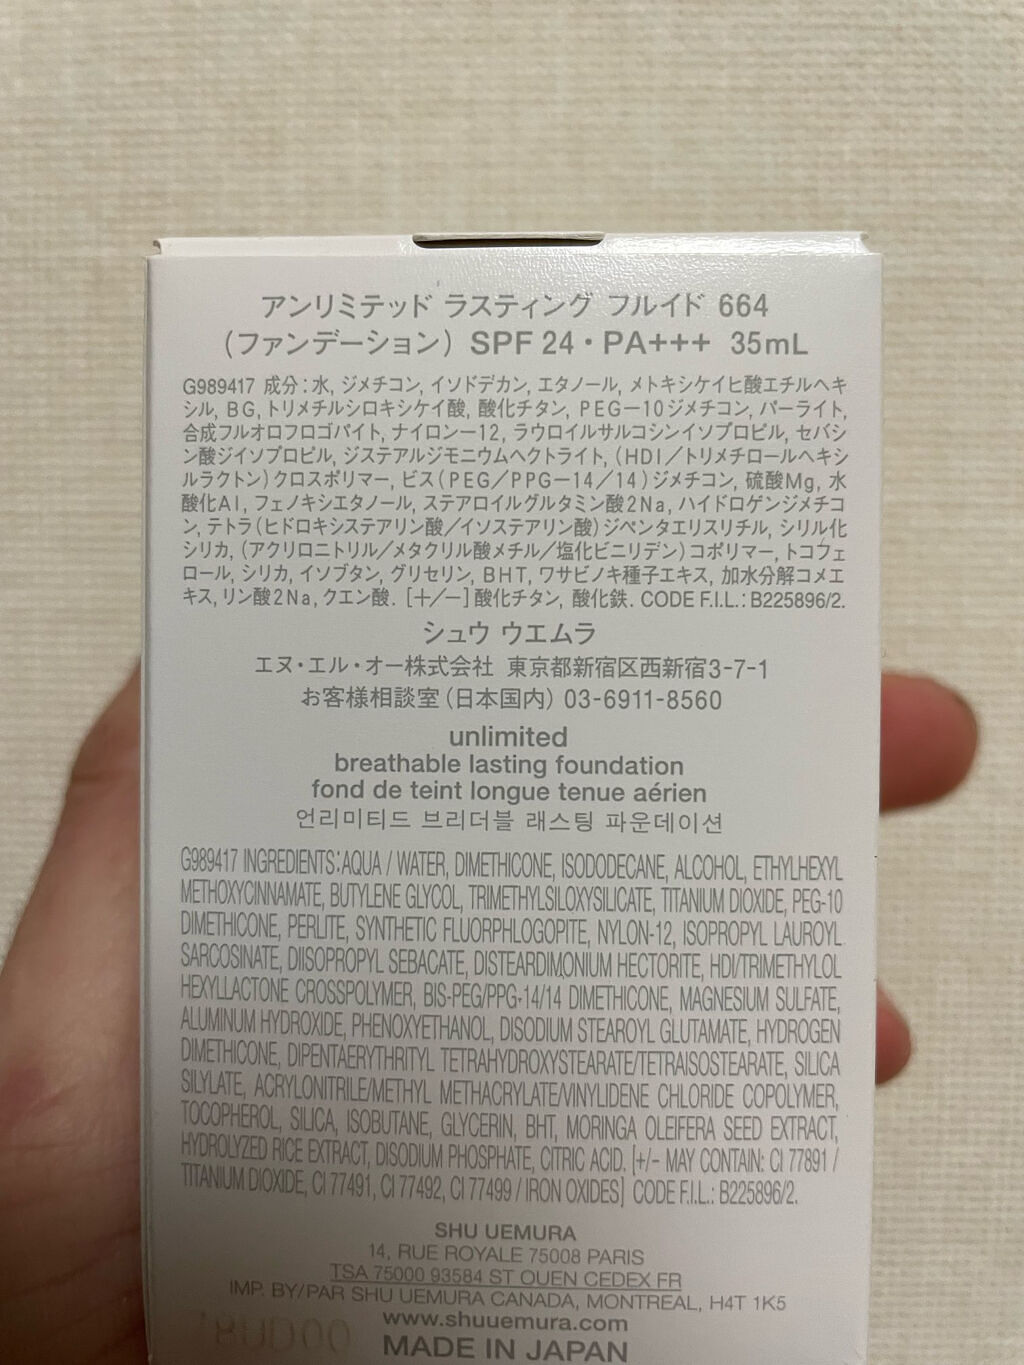 アンリミテッド ラスティング フルイド 664
(ファンデーション) SPF 24・PA+++ 35mL
G989417 成分：水, ジメチコン, イソドデカン, エタノール, メトキシケイヒ酸エチルヘキ
シル, BG, トリメチルシロキシケイ酸, 酸化チタン, PEG－10ジメチコン, パーライト,
合成フルオロフロゴパイト, ナイロン－12, ラウロイルサルコシンイソプロピル, セバシ
ン酸ジイソプロピル, ジステアルジモニウムヘクトライト, (HDI／トリメチロールヘキシ
ルラクトン)クロスポリマー, ビス(PEG／PPG－14／14)ジメチコン, 硫酸Mg, 水
酸化Al, フェノキシエタノール, ステアロイルグルタミン酸2Na, ハイドロゲンジメチコ
ン, テトラ(ヒドロキシステアリン酸／イソステアリン酸)ジペンタエリスリチル, シリル化
シリカ, (アクリロニトリル／メタクリル酸メチル／塩化ビニリデン)コポリマー, トコフェ
ロール, シリカ, イソブタン, グリセリン, BHT, ワサビノキ種子エキス, 加水分解コメエ
キス, リン酸2Na, クエン酸. [＋/－]酸化チタン, 酸化鉄. CODE F.I.L.: B225896/2.
シュウ ウエムラ
エヌ・エル・オー株式会社 東京都新宿区西新宿3-7-1
お客様相談室(日本国内) 03-6911-8560
unlimited
breathable lasting foundation
fond de teint longue tenue aérien
언리미티드 브리더블 래스팅 파운데이션
G989417 INGREDIENTS: AQUA / WATER, DIMETHICONE, ISODODECANE, ALCOHOL, ETHYLHEXYL
METHOXYCINNAMATE, BUTYLENE GLYCOL, TRIMETHYLSILOXYSILICATE, TITANIUM DIOXIDE, PEG-10
DIMETHICONE, PERLITE, SYNTHETIC FLUORPHLOGOPITE, NYLON-12, ISOPROPYL LAUROYL
SARCOSINATE, DIISOPROPYL SEBACATE, DISTEARDIMONIUM HECTORITE, HDI/TRIMETHYLOL
HEXYLLACTONE CROSSPOLYMER, BIS-PEG/PPG-14/14 DIMETHICONE, MAGNESIUM SULFATE,
ALUMINUM HYDROXIDE, PHENOXYETHANOL, DISODIUM STEAROYL GLUTAMATE, HYDROGEN
DIMETHICONE, DIPENTAERYTHRITYL TETRAHYDROXYSTEARATE/TETRAISOSTEARATE, SILICA
SILYLATE, ACRYLONITRILE/METHYL METHACRYLATE/VINYLIDENE CHLORIDE COPOLYMER,
TOCOPHEROL, SILICA, ISOBUTANE, GLYCERIN, BHT, MORINGA OLEIFERA SEED EXTRACT,
HYDROLYZED RICE EXTRACT, DISODIUM PHOSPHATE, CITRIC ACID. [+/- MAY CONTAIN: CI 77891 /
TITANIUM DIOXIDE, CI 77491, CI 77492, CI 77499 / IRON OXIDES] CODE F.I.L.: B225896/2.
SHU UEMURA
14, RUE ROYALE 75008 PARIS
TSA 75000 93584 ST OUEN CEDEX FR
IMP. BY/PAR SHU UEMURA CANADA, MONTREAL, H4T 1K5
www.shuuemura.com
MADE IN JAPAN